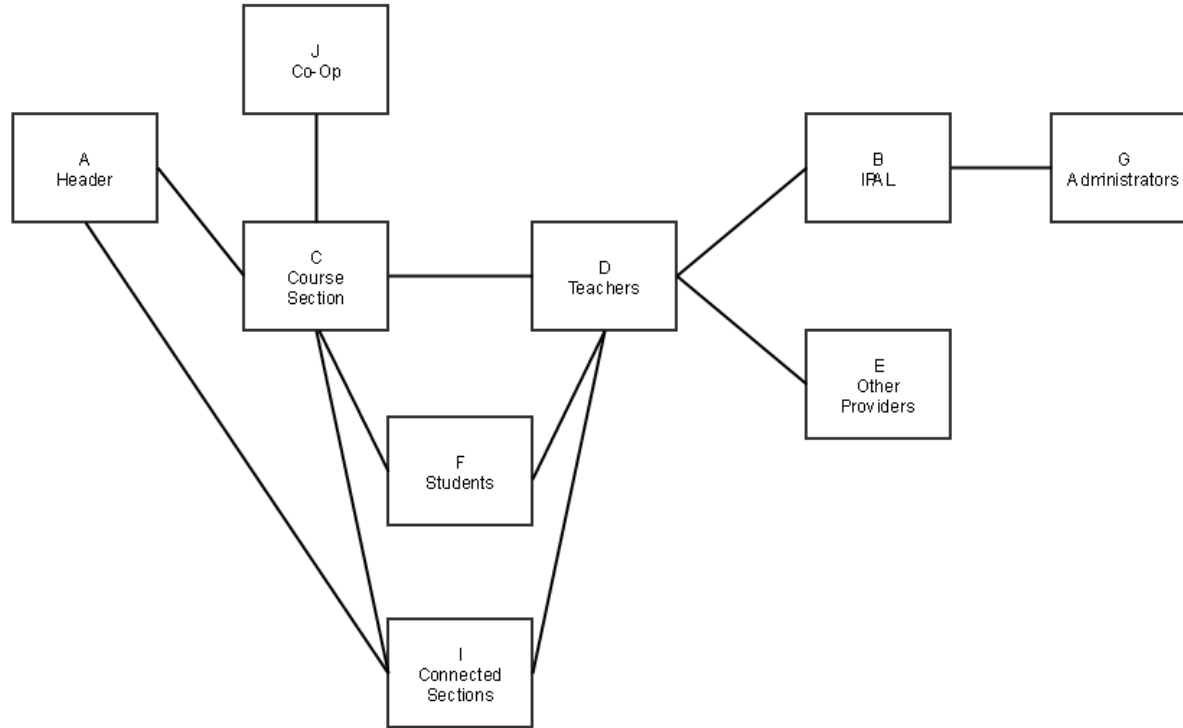 J
Co-Op
A
Header
B
IPAL
G
Administrators
C
Course
Section
D
Teachers
E
Other
Providers
F
Students
I
Connected
Sections